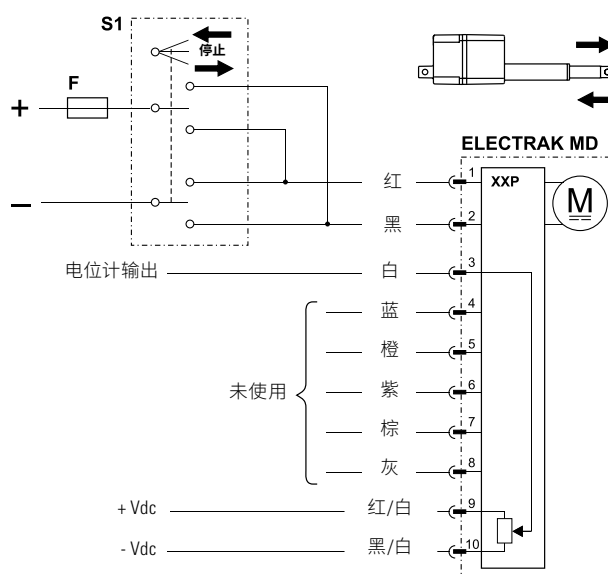 S1
停止
F
+
−
ELECTRAK MD
XXP
M
红 1
黑 2
电位计输出 白 3
未使用
蓝 4
橙 5
紫 6
棕 7
灰 8
+ Vdc 红/白 9
- Vdc 黑/白 10